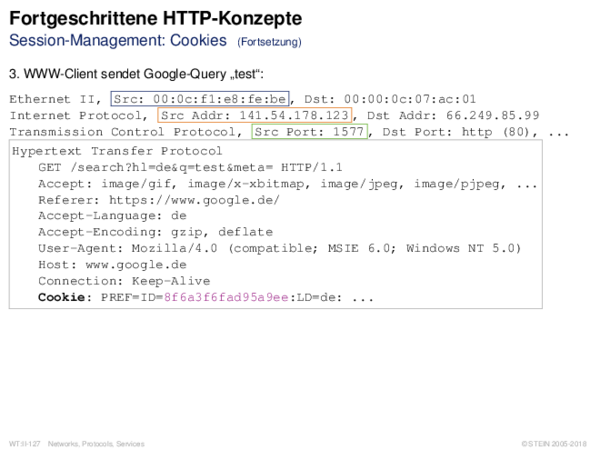 Fortgeschrittene HTTP-Konzepte
Session-Management: Cookies (Fortsetzung)
3. WWW-Client sendet Google-Query „test“:
Ethernet II, Src: 00:0c:f1:e8:fe:be, Dst: 00:00:0c:07:ac:01
Internet Protocol, Src Addr: 141.54.178.123, Dst Addr: 66.249.85.99
Transmission Control Protocol, Src Port: 1577, Dst Port: http (80), ...
Hypertext Transfer Protocol
GET /search?hl=de&q=test&meta= HTTP/1.1
Accept: image/gif, image/x-xbitmap, image/jpeg, image/pjpeg, ...
Referer: https://www.google.de/
Accept-Language: de
Accept-Encoding: gzip, deflate
User-Agent: Mozilla/4.0 (compatible; MSIE 6.0; Windows NT 5.0)
Host: www.google.de
Connection: Keep-Alive
Cookie: PREF=ID=8f6a3f6fad95a9ee:LD=de: ...
WT:II-127 Networks, Protocols, Services
© STEIN 2005-2018